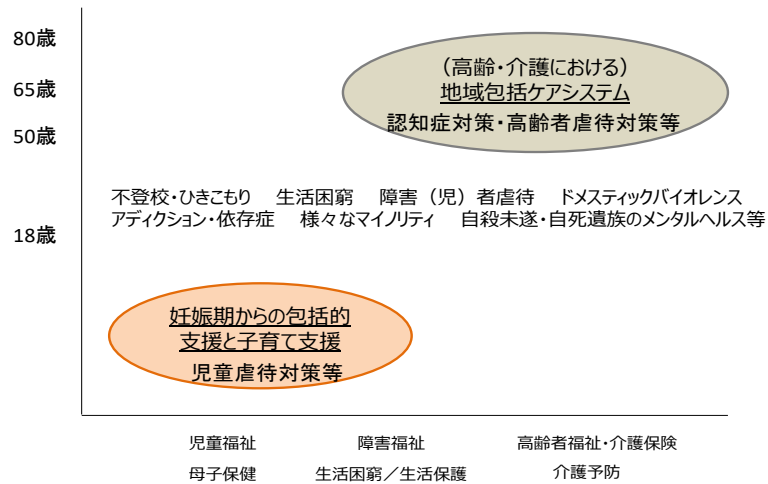 80歳
65歳
50歳
18歳
（高齢・介護における）
地域包括ケアシステム
認知症対策・高齢者虐待対策等
不登校・ひきこもり　生活困窮　障害（児）者虐待　ドメスティックバイオレンス
アディクション・依存症　様々なマイノリティ　自殺未遂・自死遺族のメンタルヘルス等
妊娠期からの包括的
支援と子育て支援
児童虐待対策等
児童福祉　障害福祉　高齢者福祉・介護保険
母子保健　生活困窮／生活保護　介護予防